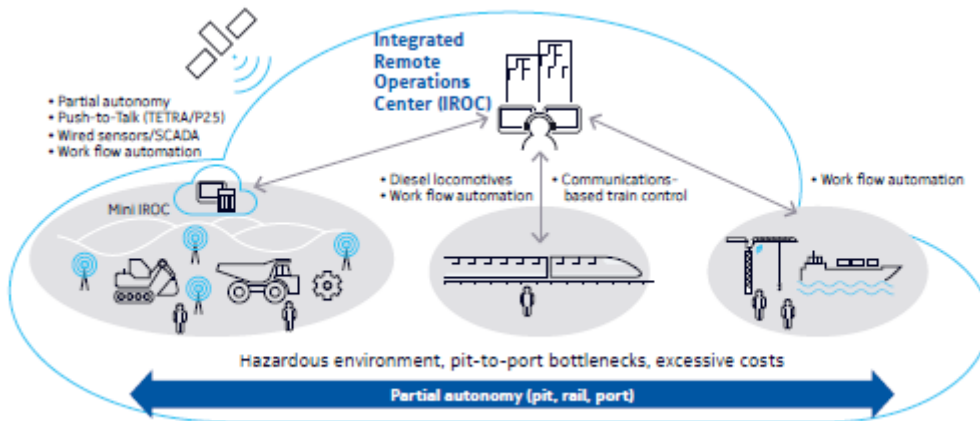 Integrated
Remote
Operations
Center (IROC)
• Partial autonomy
• Push-to-Talk (TETRA/P25)
• Wired sensors/SCADA
• Work flow automation
Mini IROC
• Diesel locomotives
• Work flow automation
• Communications-
based train control
• Work flow automation
Hazardous environment, pit-to-port bottlenecks, excessive costs
Partial autonomy (pit, rail, port)